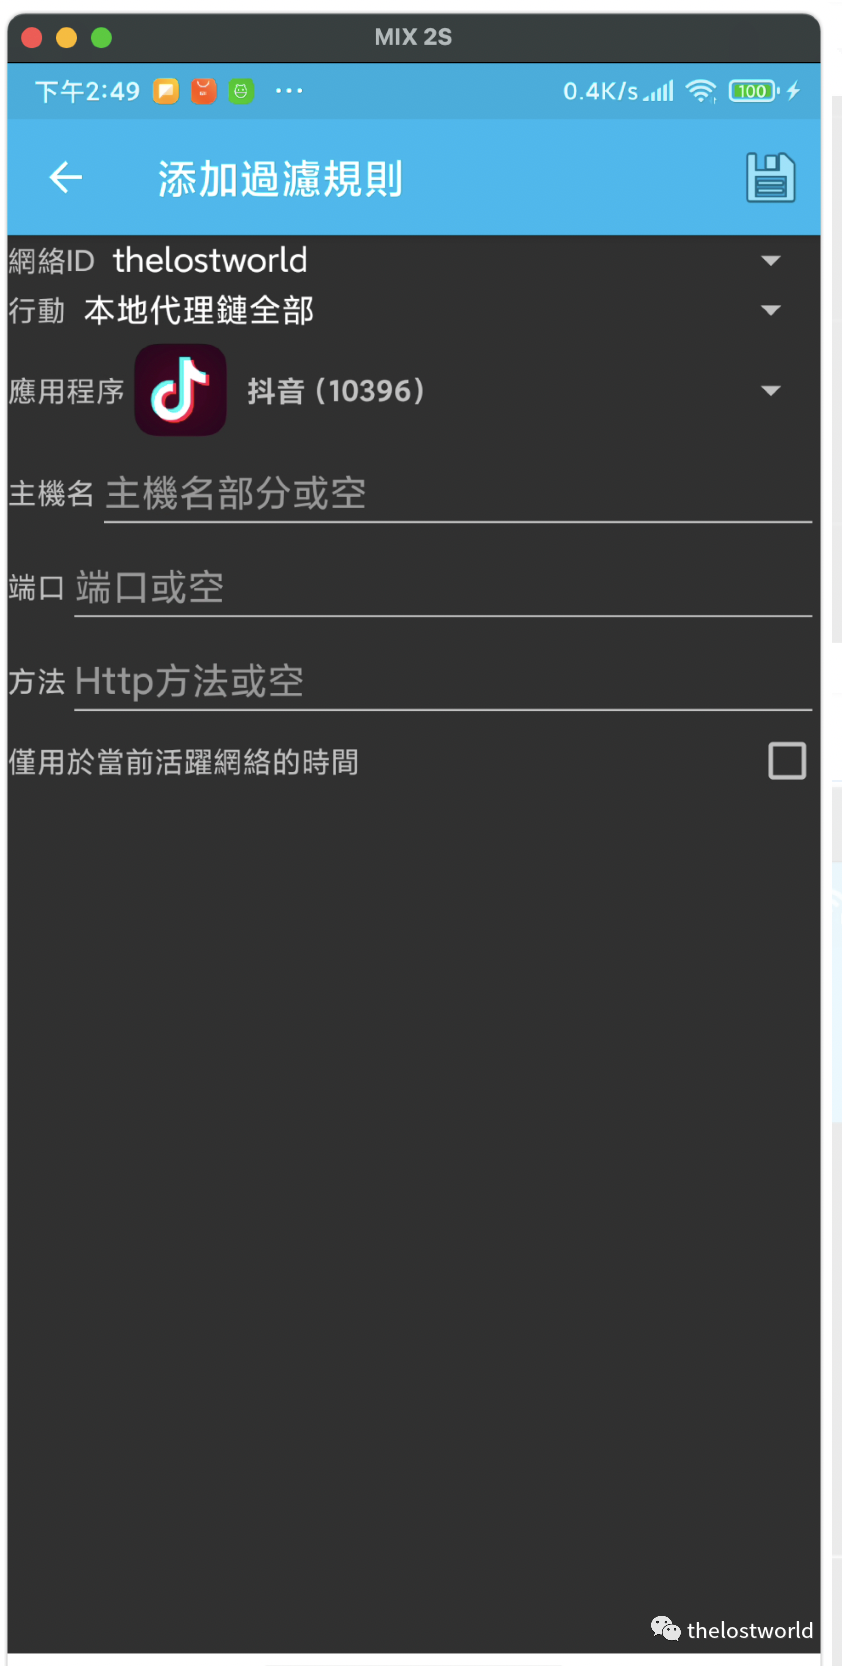 MIX 2S
下午2:49 ... 0.4K/s 100
添加過濾規則
網絡ID thelostworld
行動 本地代理鏈全部
應用程序 抖音 (10396)
主機名 主機名部分或空
端口 端口或空
方法 Http方法或空
僅用於當前活躍網絡的時間
thelostworld